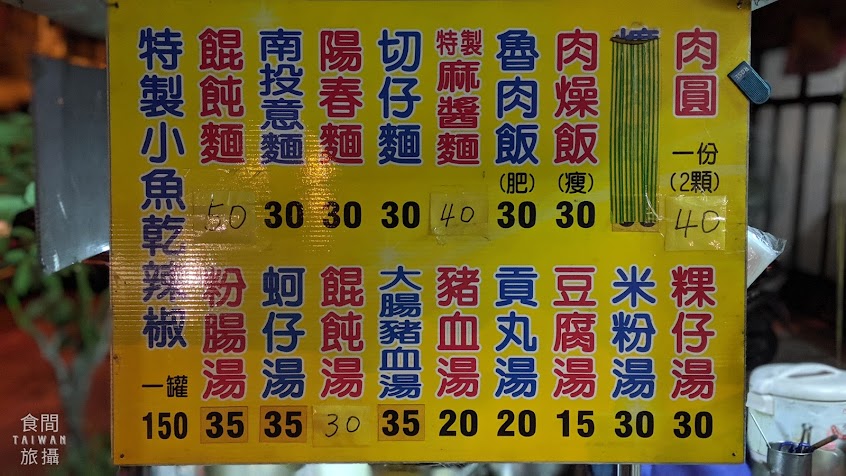 肉圓
一份
(2顆)
40
肉燥飯
(瘦)
30
魯肉飯
(肥)
30
特製麻醬麵
40
切仔麵
30
陽春麵
30
南投意麵
30
餛飩麵
50
特製小魚乾辣椒
一罐
150
粿仔湯
30
米粉湯
30
豆腐湯
15
貢丸湯
20
豬血湯
20
大腸豬血湯
35
餛飩湯
30
蚵仔湯
35
粉腸湯
35
食間
TAIWAN
旅攝